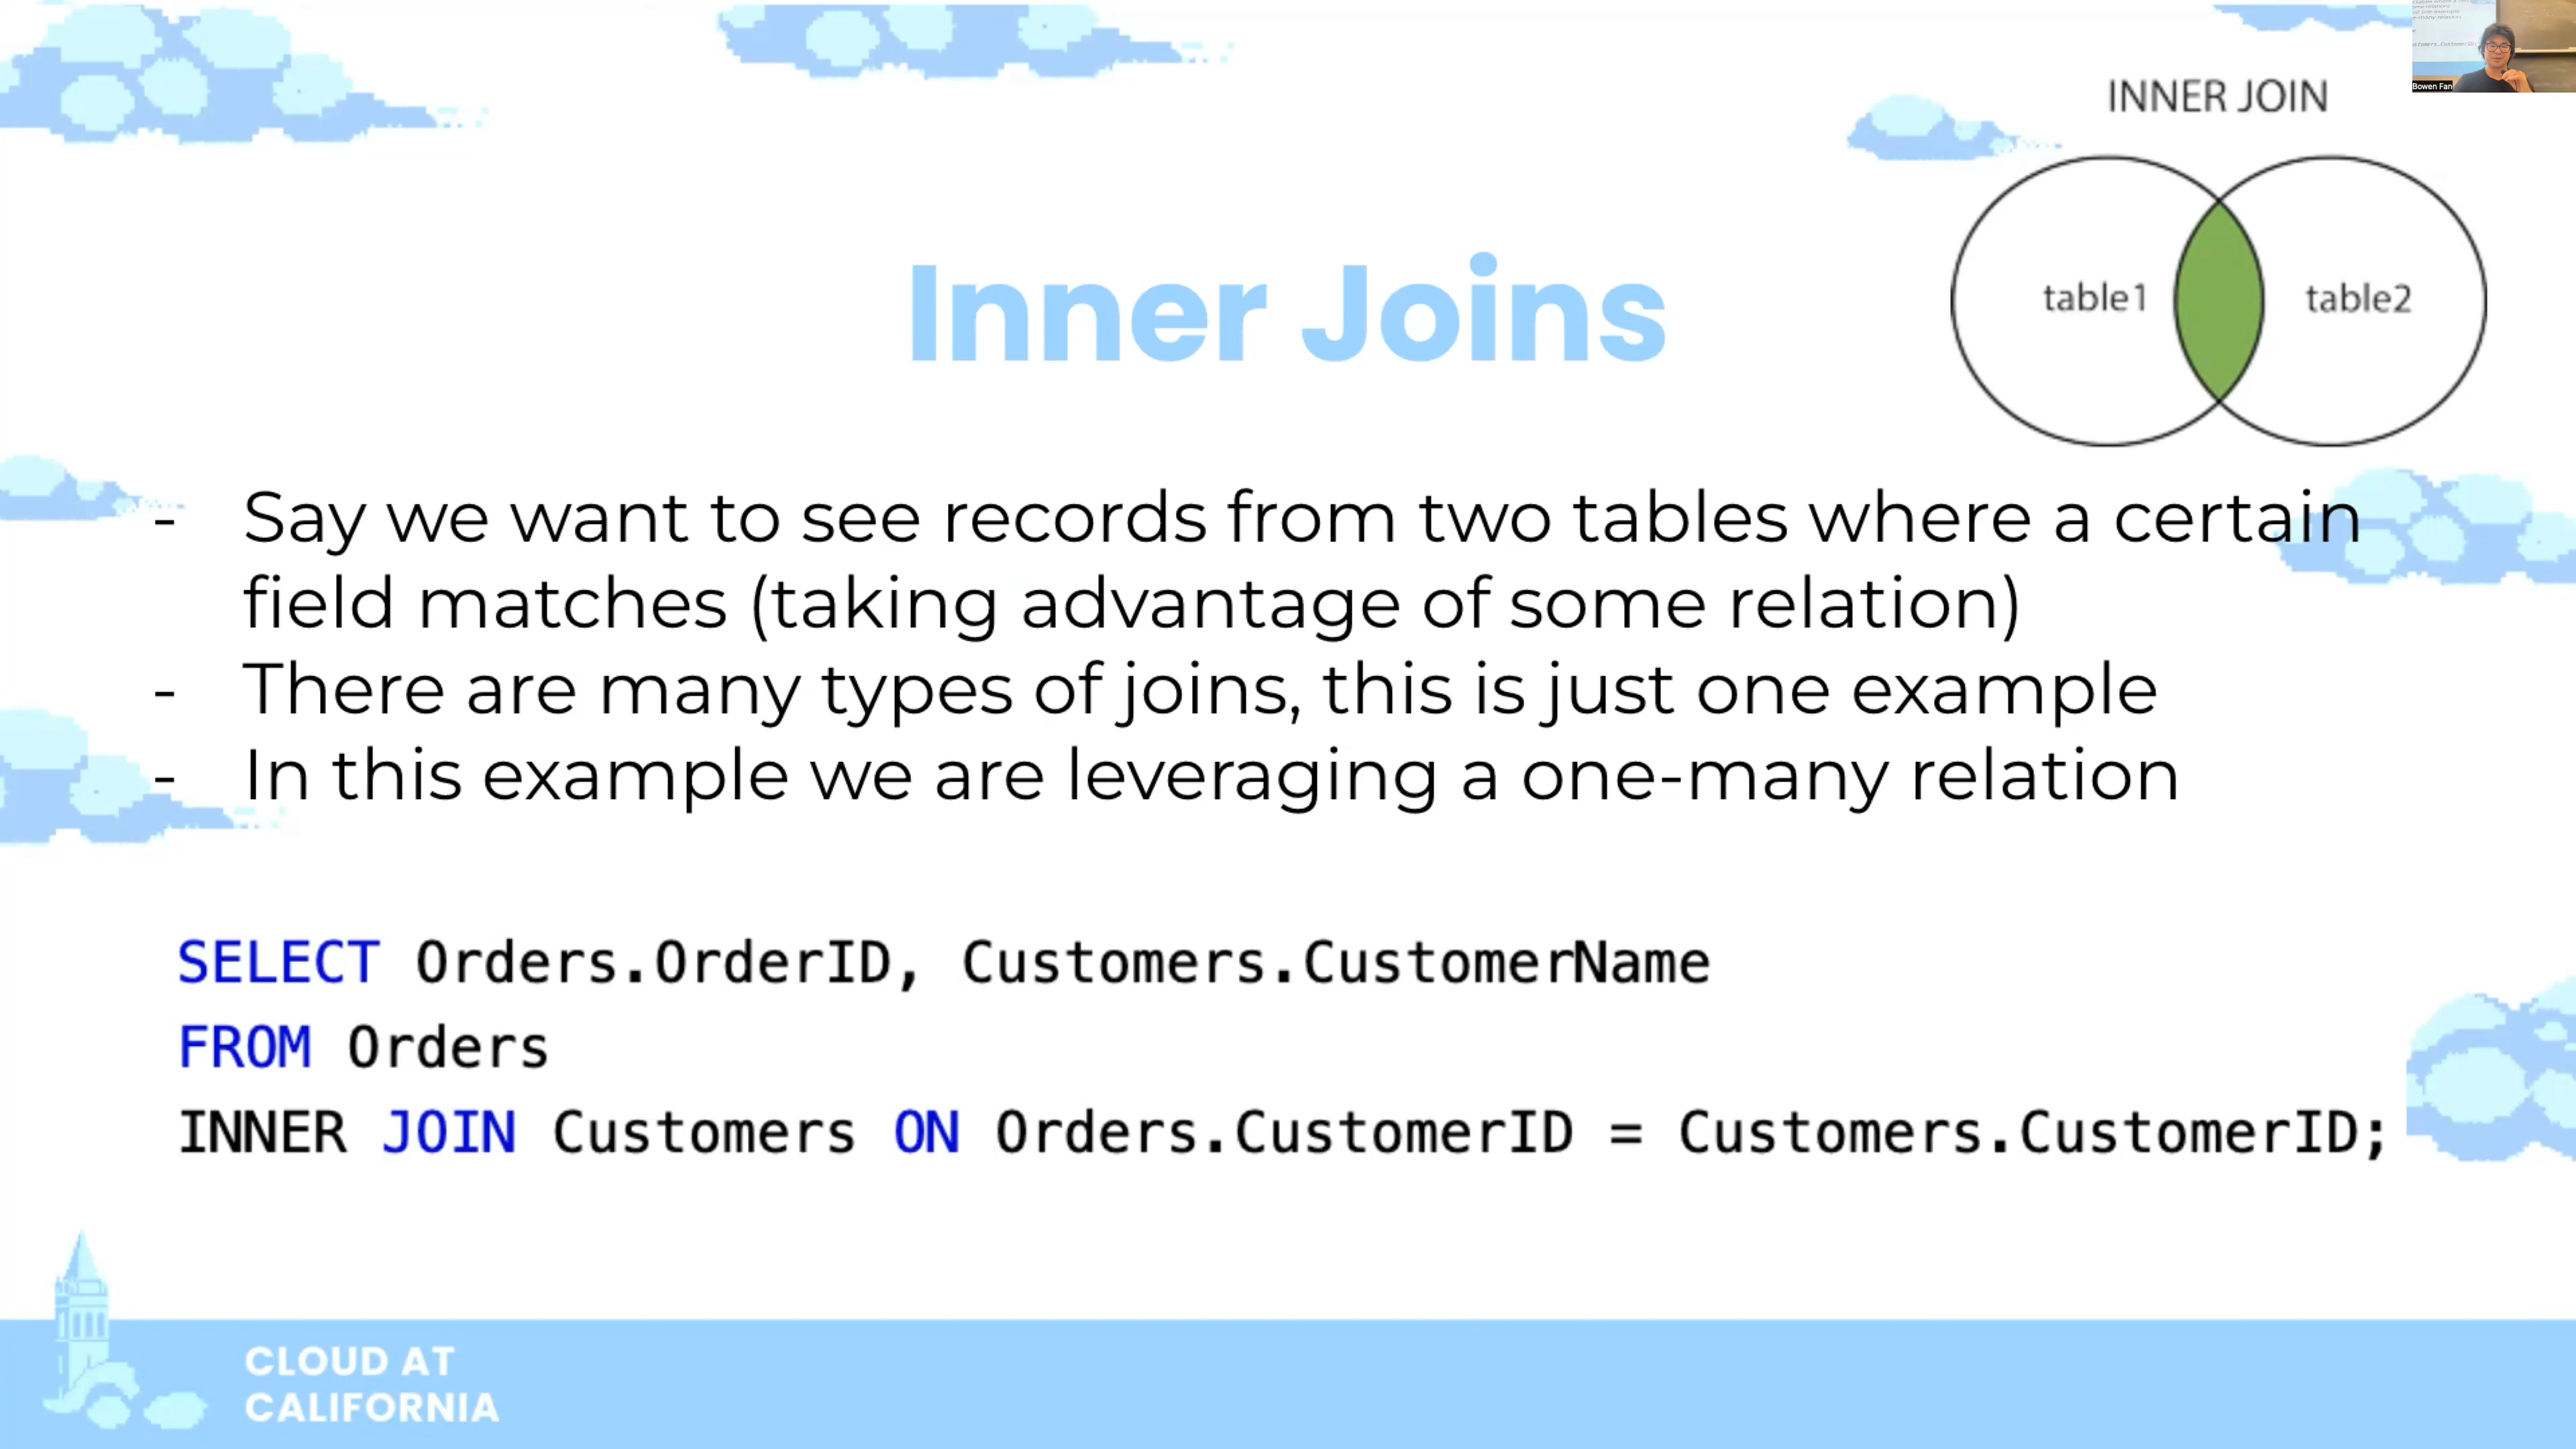 INNER JOIN
table1
table2
Bowen Fan
Inner Joins
- Say we want to see records from two tables where a certain
field matches (taking advantage of some relation)
- There are many types of joins, this is just one example
- In this example we are leveraging a one-many relation
SELECT Orders.OrderID, Customers.CustomerName
FROM Orders
INNER JOIN Customers ON Orders.CustomerID = Customers.CustomerID;
CLOUD AT
CALIFORNIA